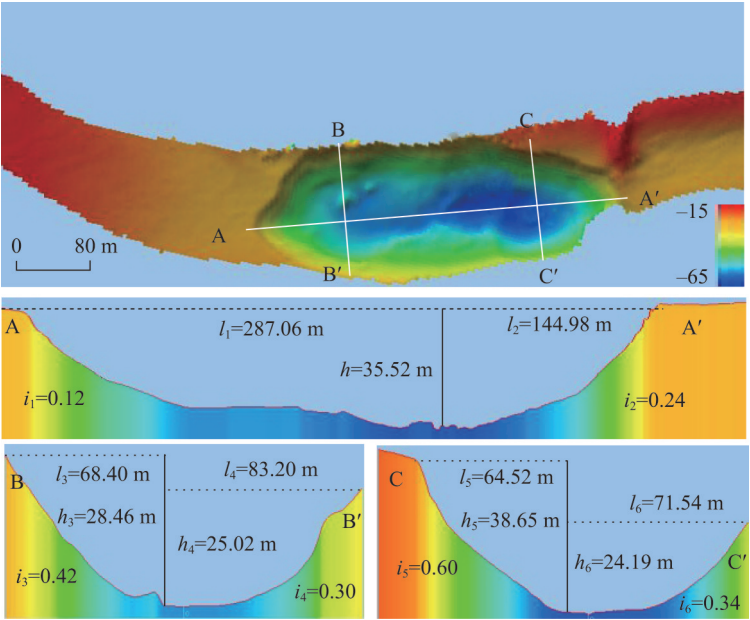 B
C
A
A′
B′
C′
0 80 m
−15
−65
A
l₁=287.06 m
l₂=144.98 m
A′
h=35.52 m
i₁=0.12
i₂=0.24
B
l₃=68.40 m
l₄=83.20 m
h₃=28.46 m
B′
h₄=25.02 m
i₃=0.42
i₄=0.30
C
l₅=64.52 m
l₆=71.54 m
h₅=38.65 m
h₆=24.19 m
C′
i₅=0.60
i₆=0.34